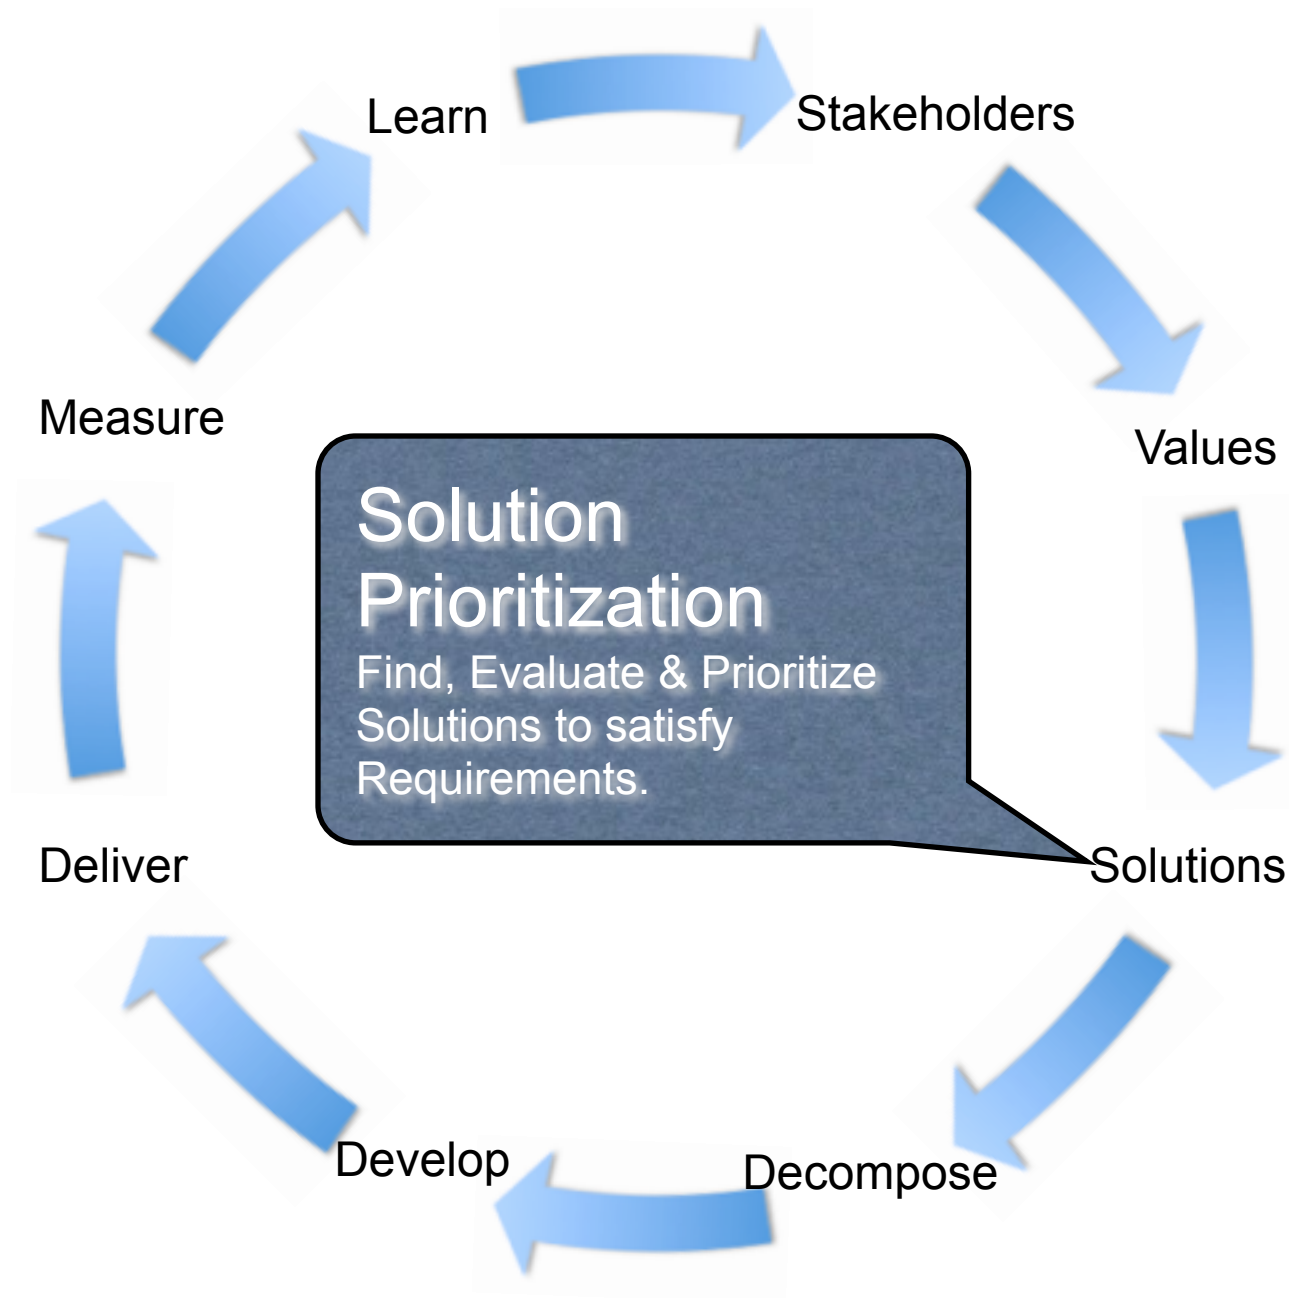 Learn
Stakeholders
Measure
Values
Solution
Prioritization
Find, Evaluate & Prioritize
Solutions to satisfy
Requirements.
Deliver
Solutions
Develop
Decompose